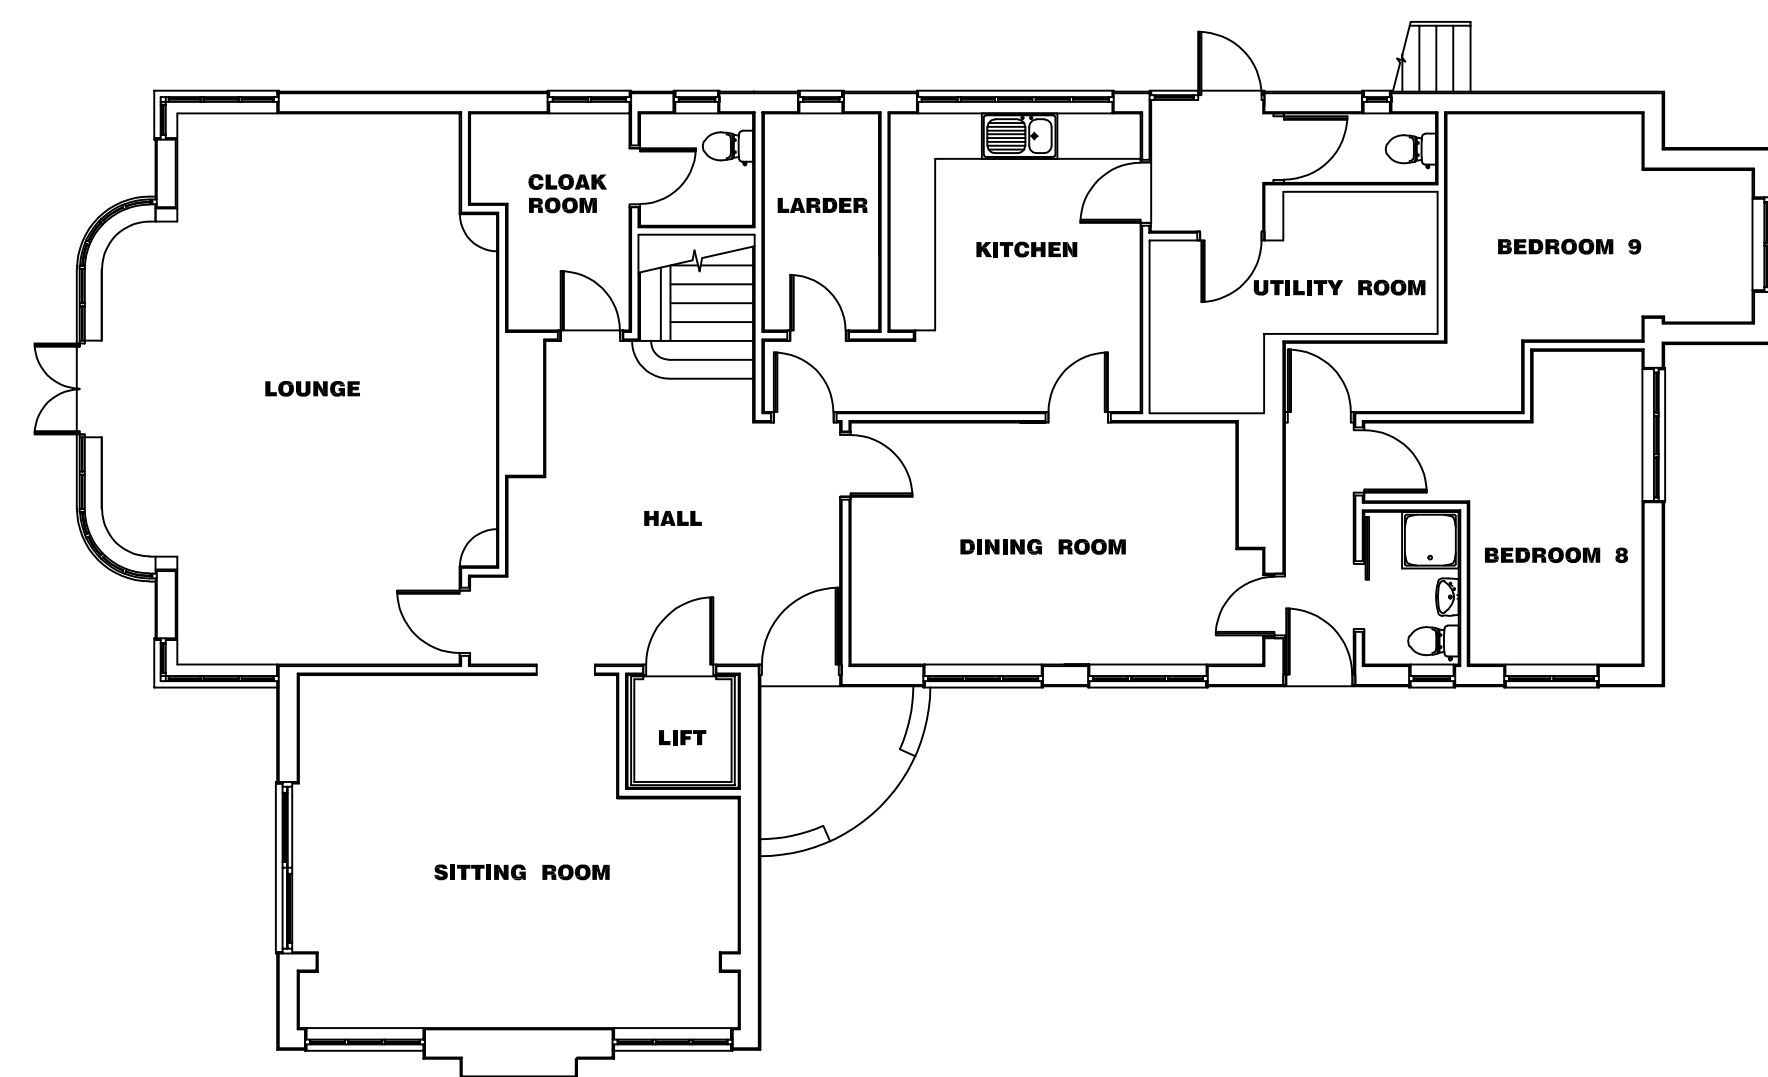 CLOAK
ROOM
LARDER
KITCHEN
BEDROOM 9
UTILITY ROOM
LOUNGE
HALL
DINING ROOM
BEDROOM 8
LIFT
SITTING ROOM